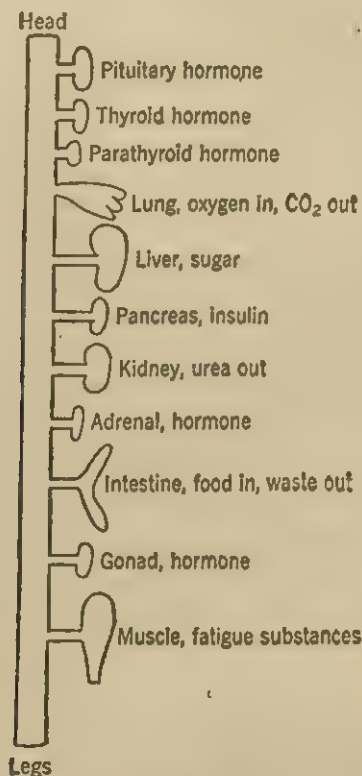 Head
Pituitary hormone
Thyroid hormone
Parathyroid hormone
Lung, oxygen in, CO₂ out
Liver, sugar
Pancreas, insulin
Kidney, urea out
Adrenal, hormone
Intestine, food in, waste out
Gonad, hormone
Muscle, fatigue substances
Legs